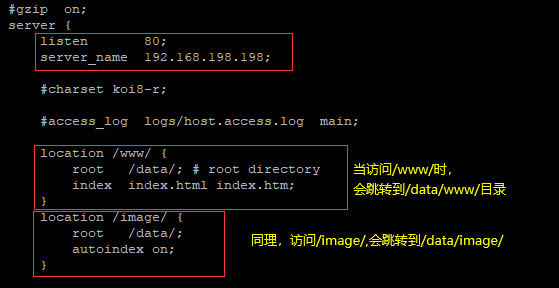 #gzip  on;
server {
    listen       80;
    server_name  192.168.198.198;
    #charset koi8-r;
    #access_log  logs/host.access.log  main;
    location /www/ {
        root   /data/; # root directory
        index  index.html index.htm;
    }
当访问/www/时，
会跳转到/data/www/目录
    location /image/ {
        root   /data/;
        autoindex on;
    }
同理，访问/image/,会跳转到/data/image/